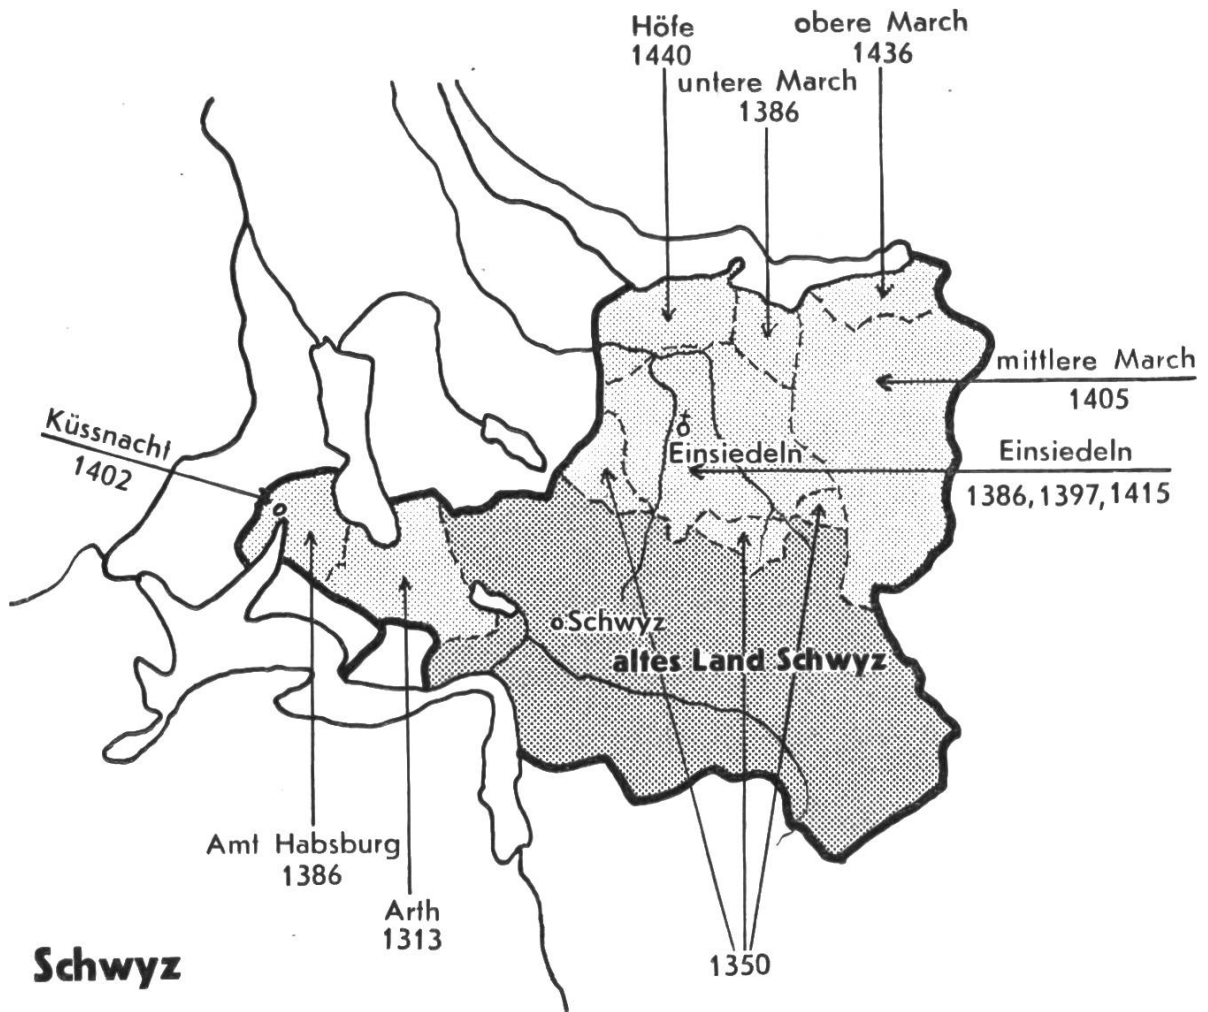 Höfe
1440
obere March
1436
untere March
1386
mittlere March
1405
Küssnacht
1402
Einsiedeln
Einsiedeln
1386, 1397, 1415
Schwyz
altes Land Schwyz
Amt Habsburg
1386
Arth
1313
1350
Schwyz